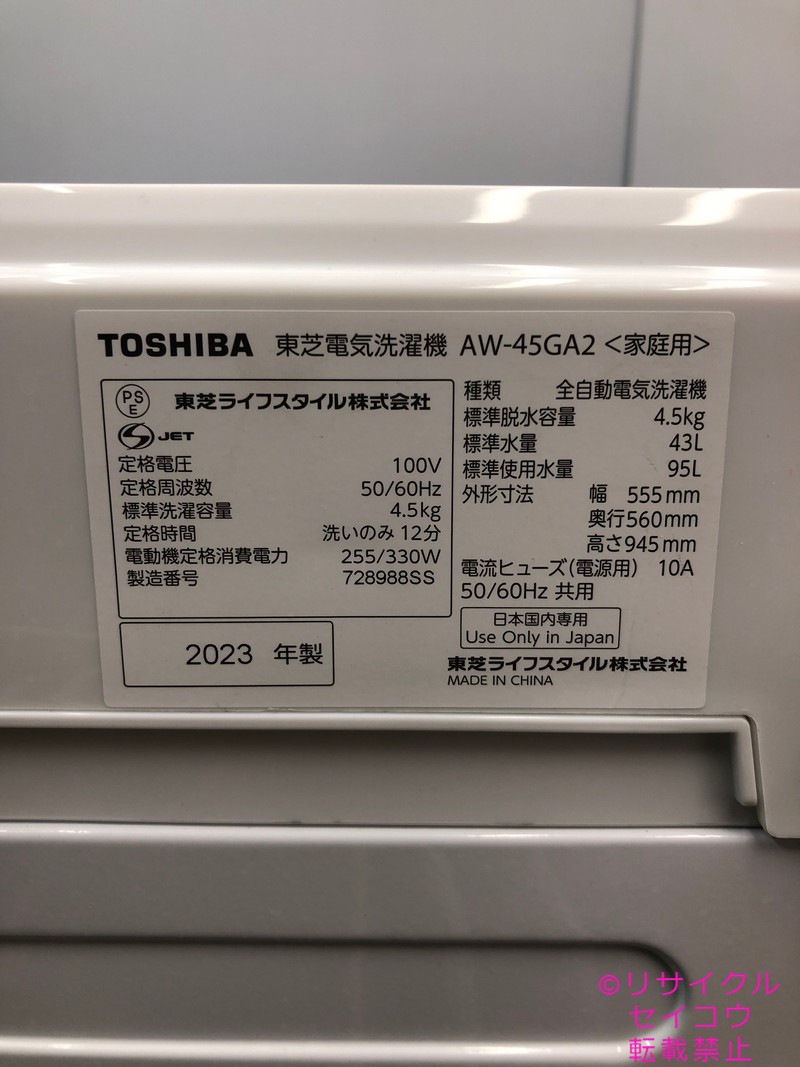 TOSHIBA 東芝電気洗濯機 AW-45GA2 <家庭用>
PS
E
東芝ライフスタイル株式会社
S JET
定格電圧 100V
定格周波数 50/60Hz
標準洗濯容量 4.5kg
定格時間 洗いのみ 12分
電動機定格消費電力 255/330W
製造番号 728988SS
2023 年製
種類 全自動電気洗濯機
標準脱水容量 4.5kg
標準水量 43L
標準使用水量 95L
外形寸法 幅 555mm
奥行560mm
高さ945mm
電流ヒューズ(電源用) 10A
50/60Hz 共用
日本国内専用
Use Only in Japan
東芝ライフスタイル株式会社
MADE IN CHINA
©リサイクル
セイコウ
転載禁止